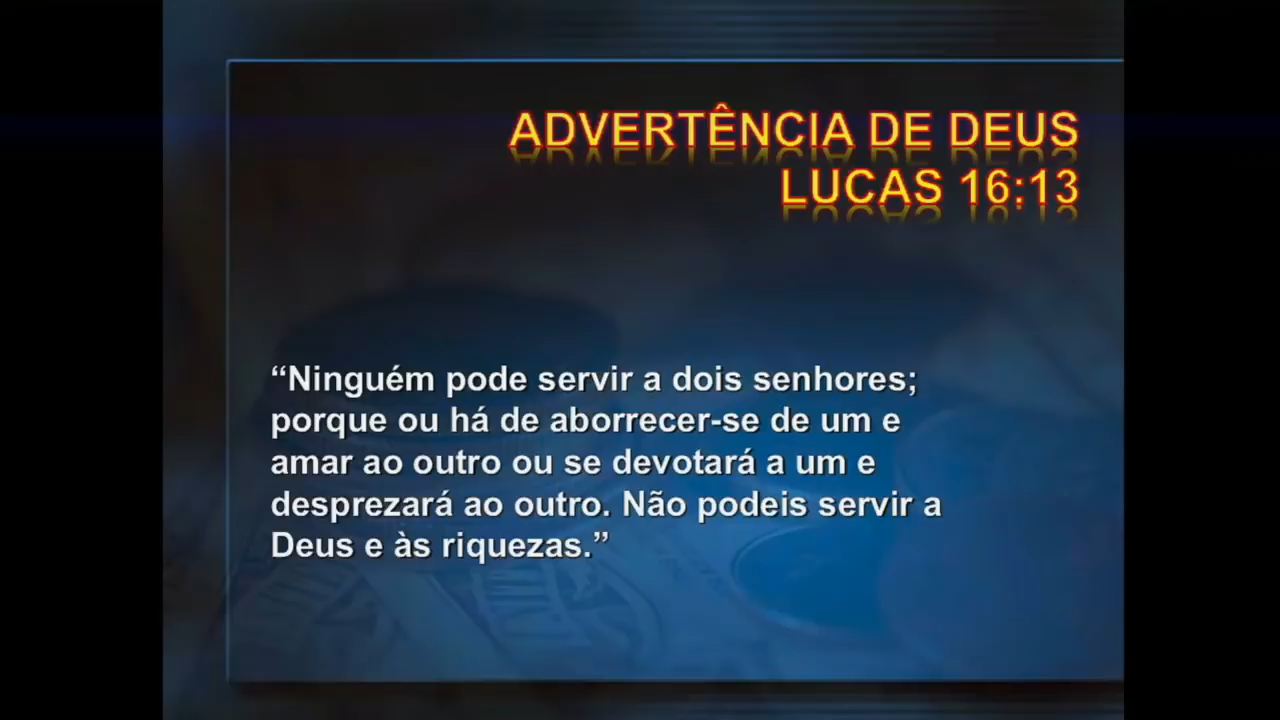 ADVERTÊNCIA DE DEUS
LUCAS 16:13
“Ninguém pode servir a dois senhores;
porque ou há de aborrecer-se de um e
amar ao outro ou se devotará a um e
desprezará ao outro. Não podeis servir a
Deus e às riquezas.”